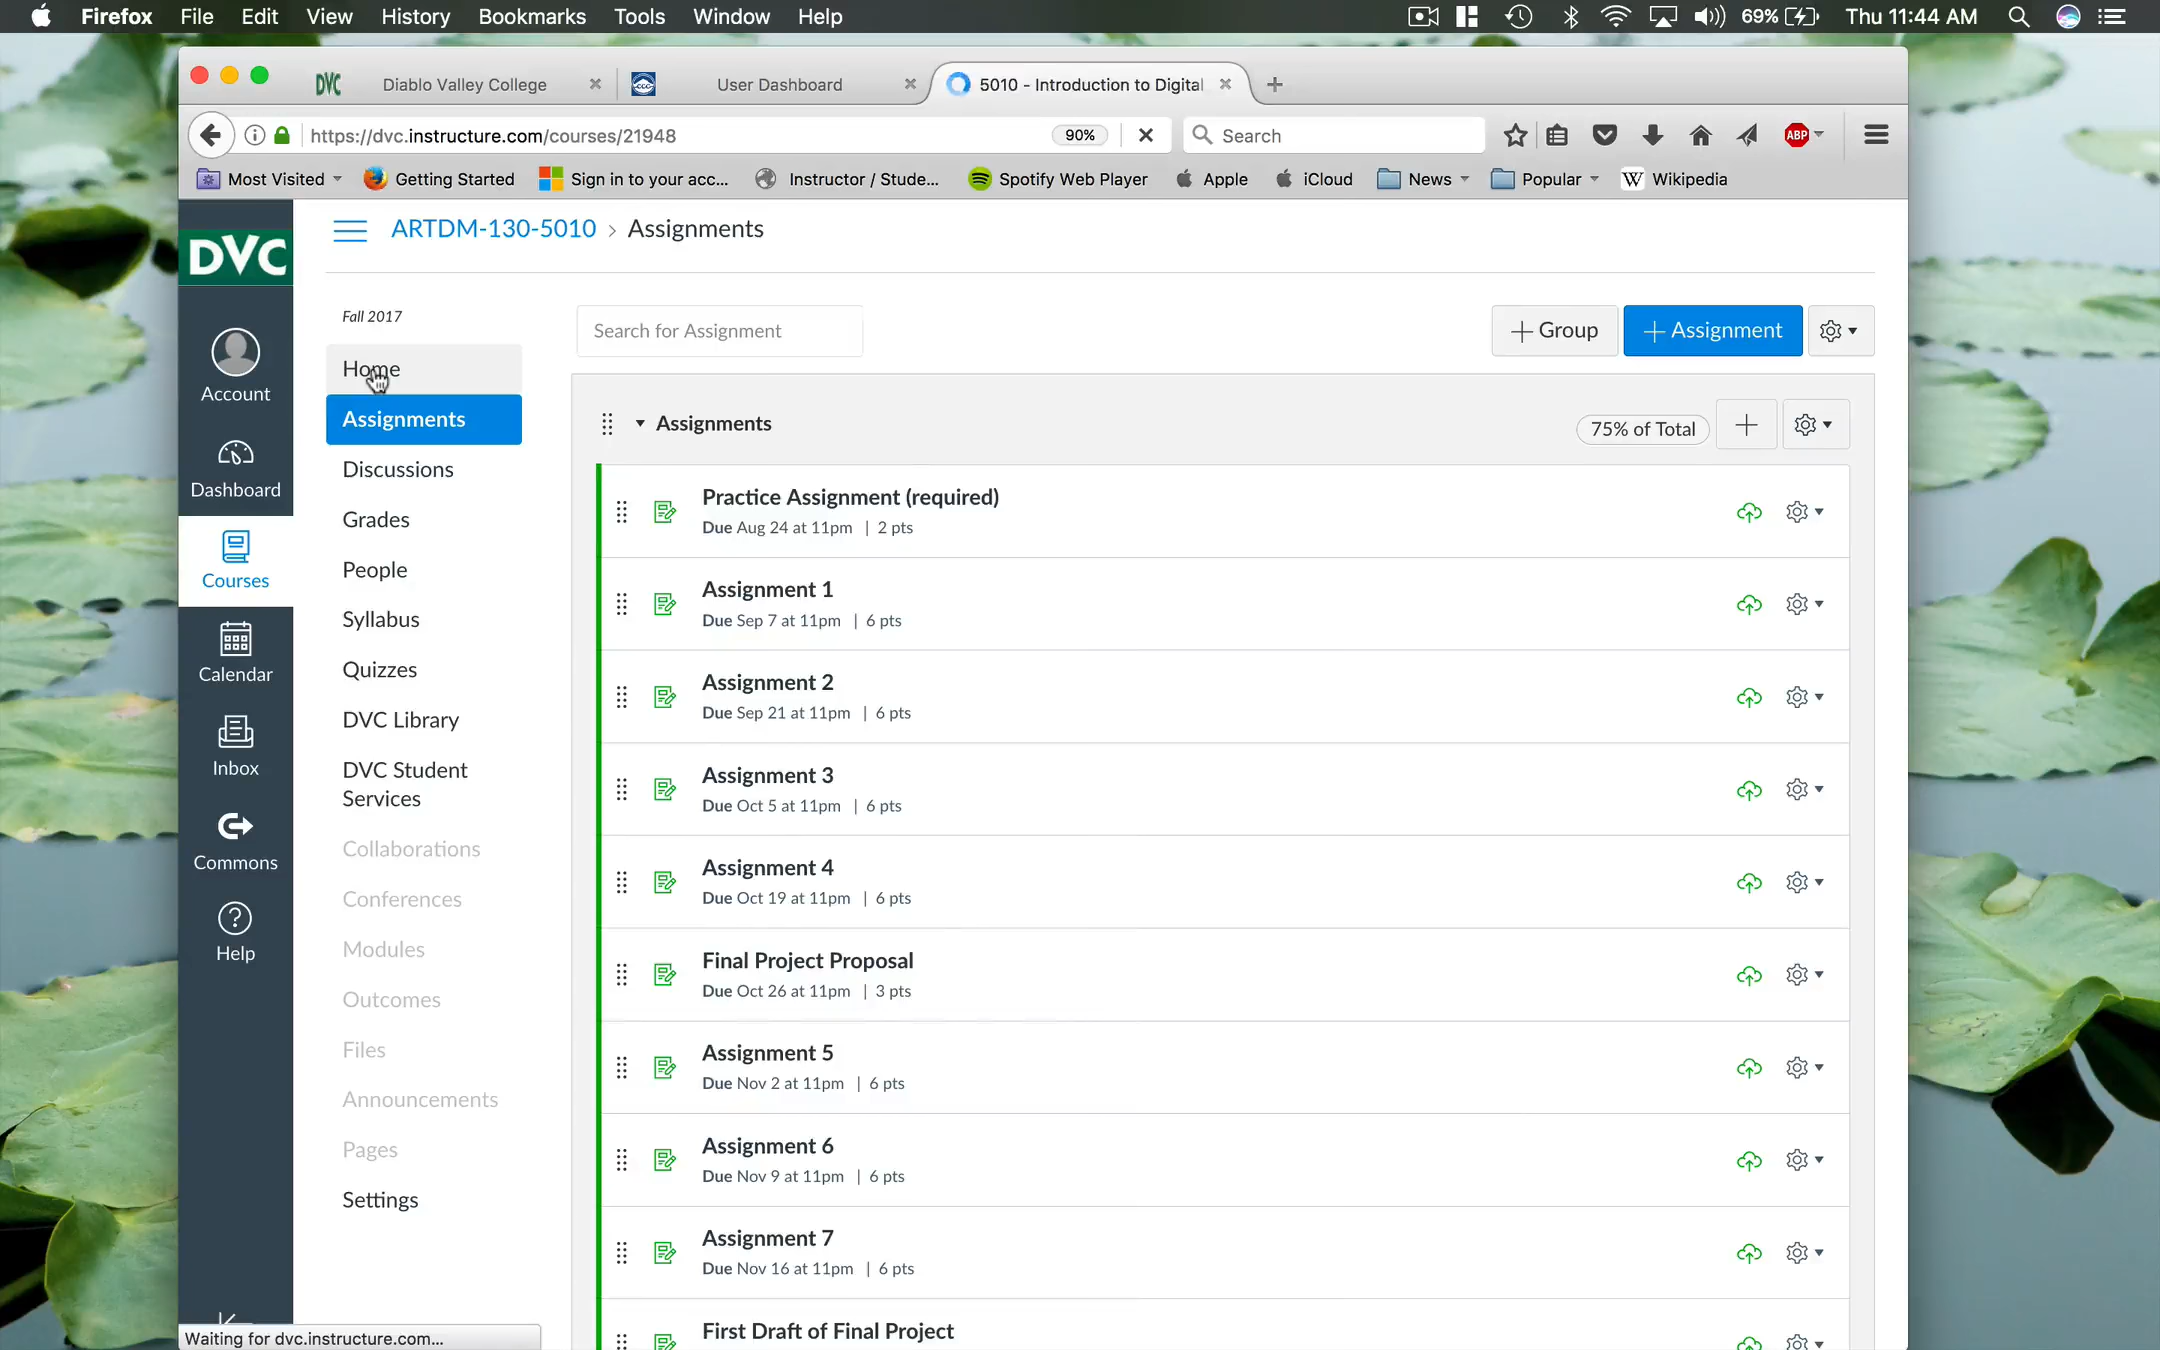 Firefox File Edit View History Bookmarks Tools Window Help 69% Thu 11:44 AM
DVC Diablo Valley College User Dashboard 5010 - Introduction to Digital
https://dvc.instructure.com/courses/21948 90% Search ABP
Most Visited Getting Started Sign in to your acc... Instructor / Stude... Spotify Web Player Apple iCloud News Popular W Wikipedia
DVC
Account
Dashboard
Courses
Calendar
Inbox
Commons
Help
ARTDM-130-5010 › Assignments
Fall 2017
Home
Assignments
Discussions
Grades
People
Syllabus
Quizzes
DVC Library
DVC Student
Services
Collaborations
Conferences
Modules
Outcomes
Files
Announcements
Pages
Settings
Search for Assignment
+ Group + Assignment
Assignments
75% of Total +
Practice Assignment (required)
Due Aug 24 at 11pm | 2 pts
Assignment 1
Due Sep 7 at 11pm | 6 pts
Assignment 2
Due Sep 21 at 11pm | 6 pts
Assignment 3
Due Oct 5 at 11pm | 6 pts
Assignment 4
Due Oct 19 at 11pm | 6 pts
Final Project Proposal
Due Oct 26 at 11pm | 3 pts
Assignment 5
Due Nov 2 at 11pm | 6 pts
Assignment 6
Due Nov 9 at 11pm | 6 pts
Assignment 7
Due Nov 16 at 11pm | 6 pts
First Draft of Final Project
Waiting for dvc.instructure.com...